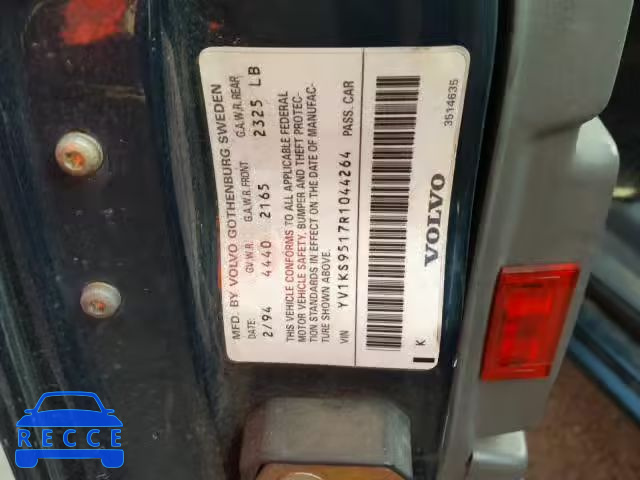 MFD. BY VOLVO GOTHENBURG SWEDEN
DATE: G.V.W.R. G.A.W.R. FRONT G.A.W.R. REAR
2/94 4440 2165 2325 LB
THIS VEHICLE CONFORMS TO ALL APPLICABLE FEDERAL
MOTOR VEHICLE SAFETY, BUMPER AND THEFT PROTEC-
TION STANDARDS IN EFFECT ON THE DATE OF MANUFAC-
TURE SHOWN ABOVE.
VIN YV1KS9517R1044264 PASS. CAR
K
VOLVO
3514635
RECCE